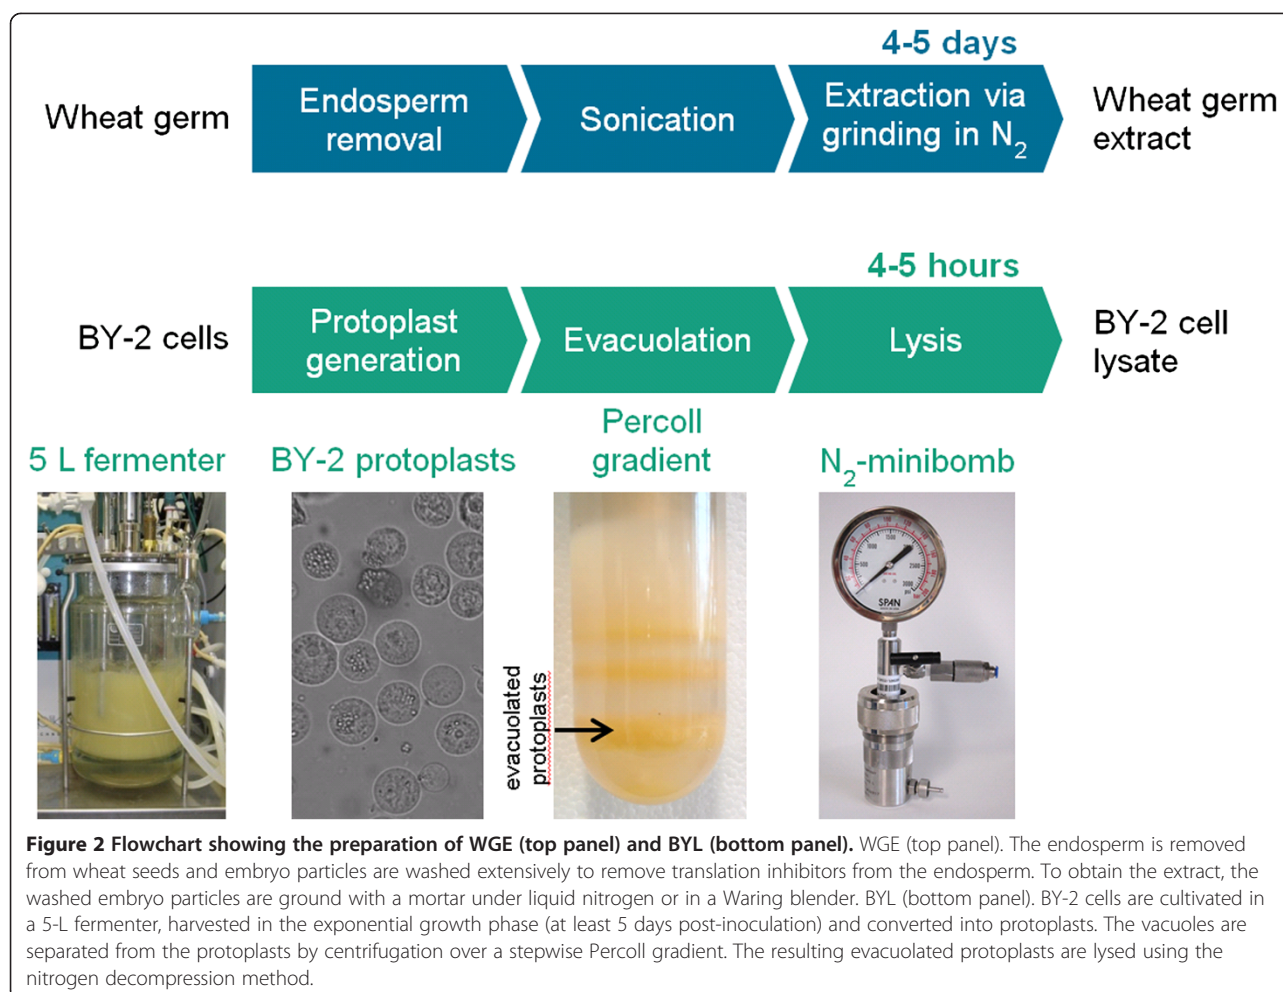 4-5 days
Wheat germ
Endosperm
removal
Sonication
Extraction via
grinding in N2
Wheat germ
extract
4-5 hours
BY-2 cells
Protoplast
generation
Evacuolation
Lysis
BY-2 cell
lysate
5 L fermenter
BY-2 protoplasts
Percoll
gradient
N2-minibomb
evacuolated
protoplasts
500
1000
1500
2500
3000
psi
SPAN
Figure 2 Flowchart showing the preparation of WGE (top panel) and BYL (bottom panel). WGE (top panel). The endosperm is removed
from wheat seeds and embryo particles are washed extensively to remove translation inhibitors from the endosperm. To obtain the extract, the
washed embryo particles are ground with a mortar under liquid nitrogen or in a Waring blender. BYL (bottom panel). BY-2 cells are cultivated in
a 5-L fermenter, harvested in the exponential growth phase (at least 5 days post-inoculation) and converted into protoplasts. The vacuoles are
separated from the protoplasts by centrifugation over a stepwise Percoll gradient. The resulting evacuolated protoplasts are lysed using the
nitrogen decompression method.